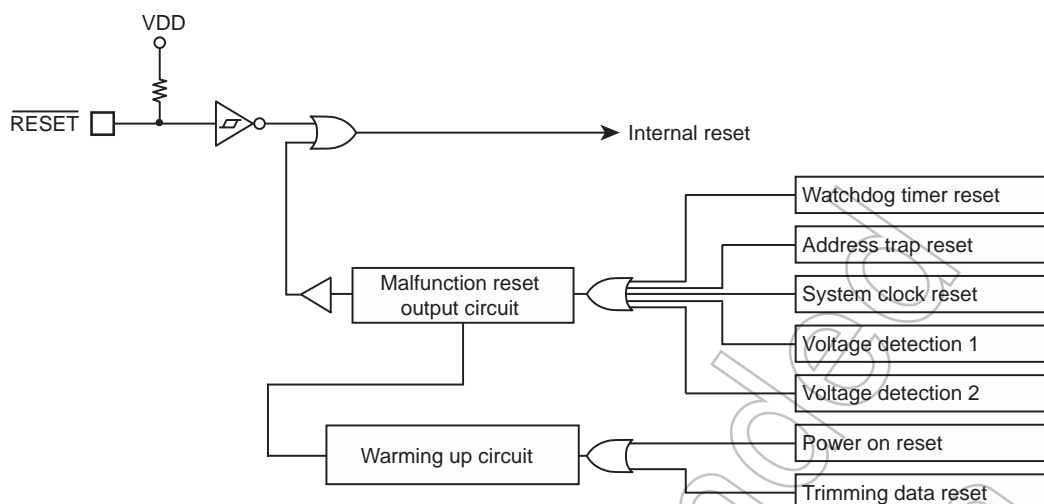 VDD
RESET
Internal reset
Watchdog timer reset
Address trap reset
System clock reset
Voltage detection 1
Voltage detection 2
Malfunction reset
output circuit
Warming up circuit
Power on reset
Trimming data reset